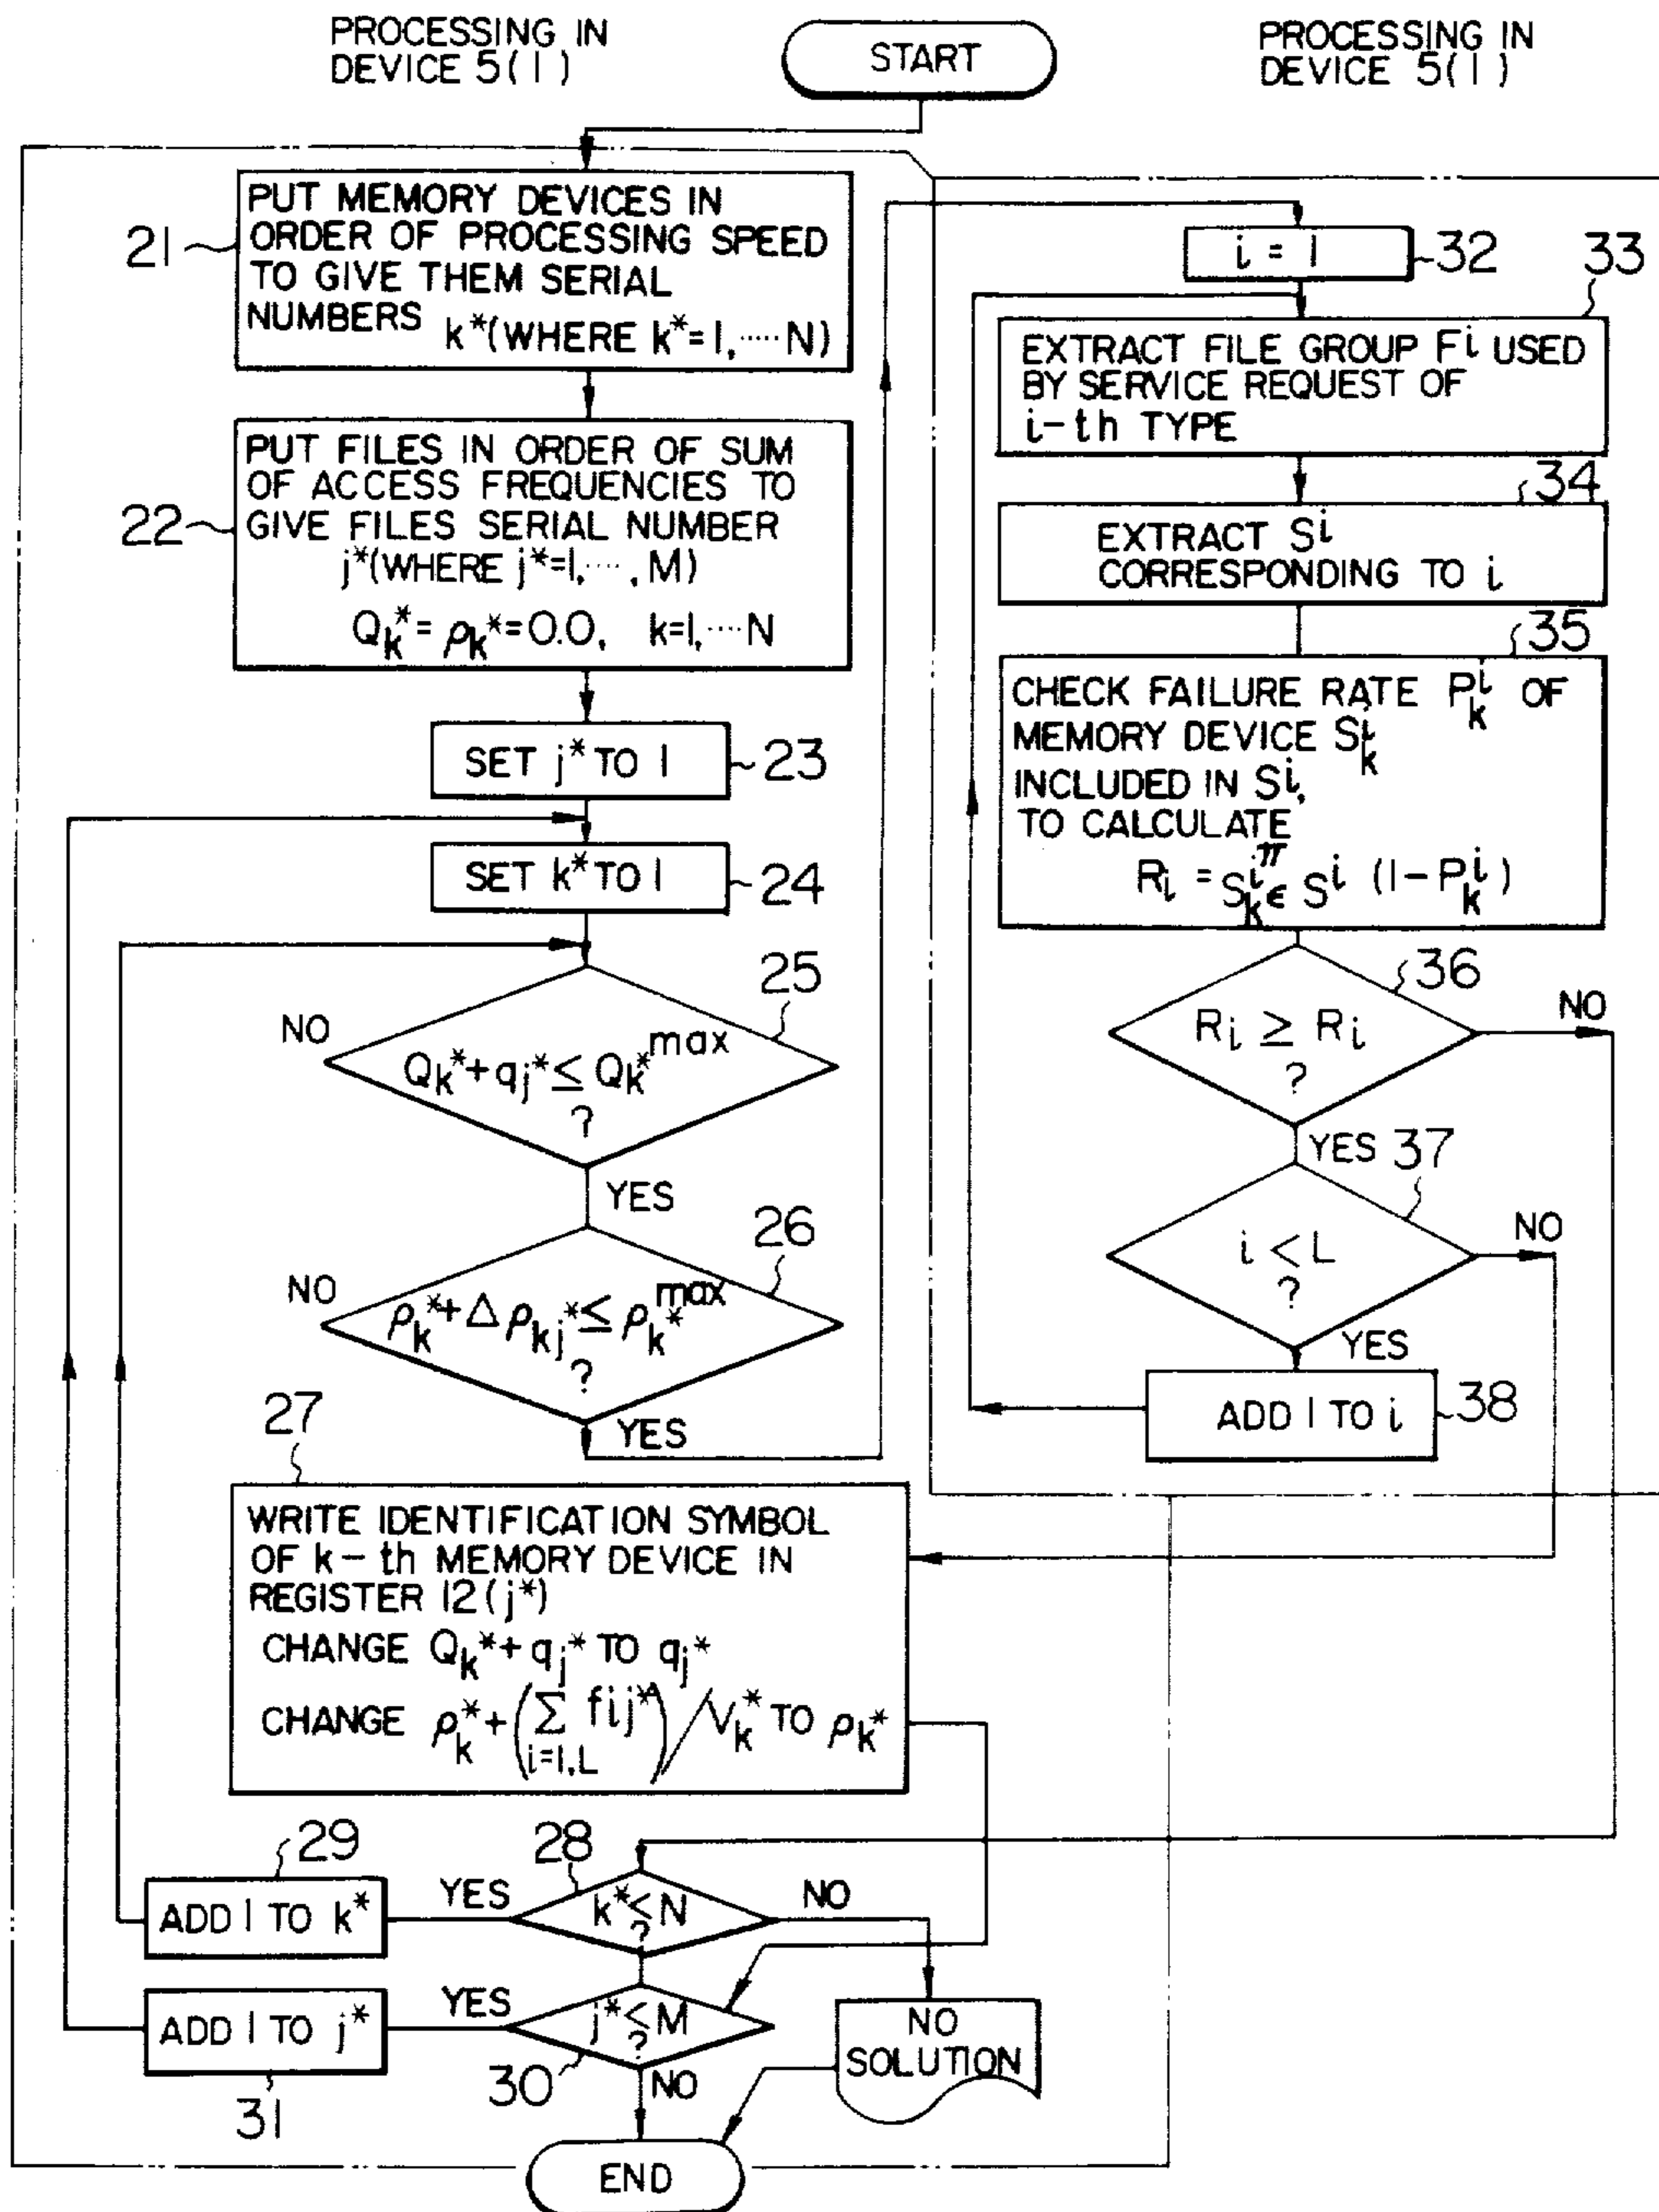 PROCESSING IN
DEVICE 5(1)
START
PROCESSING IN
DEVICE 5(1)
21
PUT MEMORY DEVICES IN
ORDER OF PROCESSING SPEED
TO GIVE THEM SERIAL
NUMBERS k*(WHERE k*=1,·····N)
22
PUT FILES IN ORDER OF SUM
OF ACCESS FREQUENCIES TO
GIVE FILES SERIAL NUMBER
j*(WHERE j*=1,····,M)
Qk*=ρk*=0.0, k=1,····N
SET j* TO 1
23
SET k* TO 1
24
25
NO
Qk*+qj*≤Qk*max
?
YES
26
NO
ρk*+Δρkj*≤ρk*max
?
YES
27
WRITE IDENTIFICATION SYMBOL
OF k-th MEMORY DEVICE IN
REGISTER 12(j*)
CHANGE Qk*+qj* TO qj*
CHANGE ρk*+(Σ fij*)/Vk* TO ρk*
i=1,L
28
29
ADD 1 TO k*
YES
k*≤N
?
NO
ADD 1 TO j*
31
YES
j*≤M
?
30
NO
NO
SOLUTION
END
i = 1
32
33
EXTRACT FILE GROUP Fi USED
BY SERVICE REQUEST OF
i-th TYPE
34
EXTRACT Si
CORRESPONDING TO i
35
CHECK FAILURE RATE Pki OF
MEMORY DEVICE Ski
INCLUDED IN Si,
TO CALCULATE
Ri = π Ski ϵ Si (1-Pki)
36
Ri ≥ Ri
?
NO
YES
37
i < L
?
NO
YES
ADD 1 TO i
38